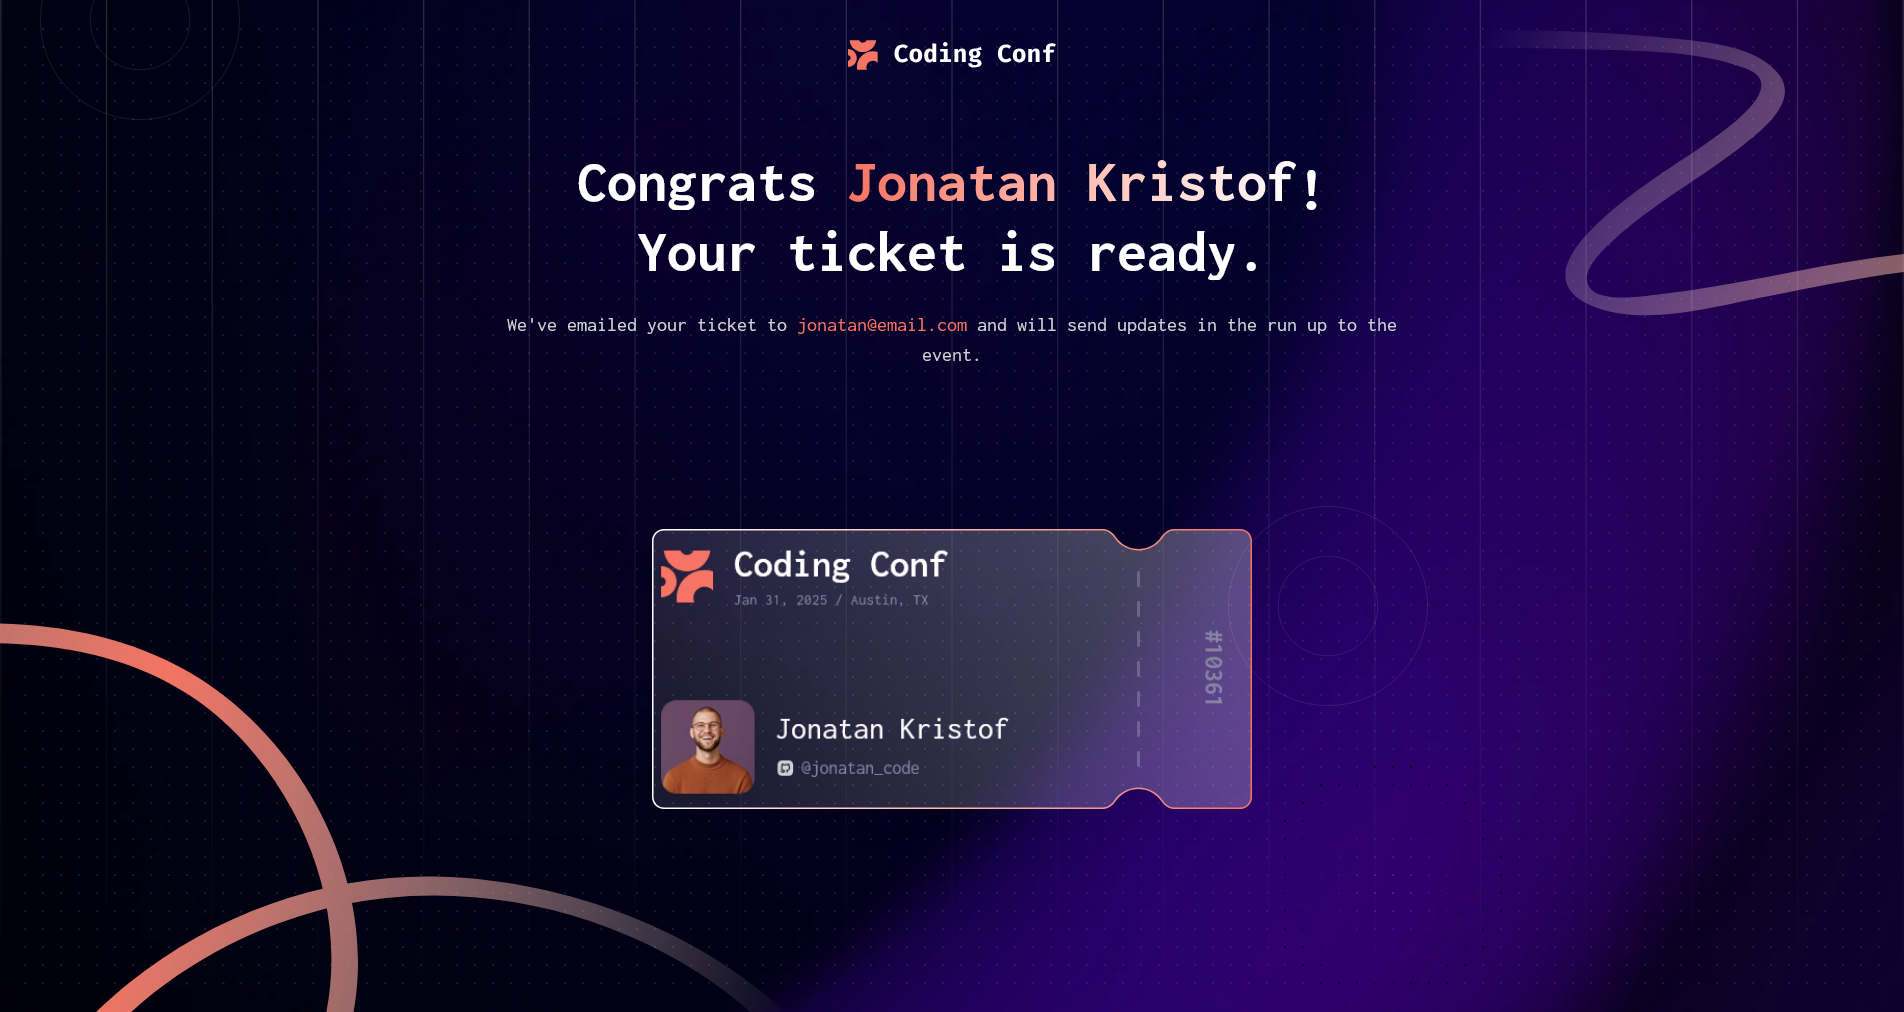 Coding Conf
Congrats Jonatan Kristof!
Your ticket is ready.
We've emailed your ticket to jonatan@email.com and will send updates in the run up to the
event.
Coding Conf
Jan 31, 2025 / Austin, TX
#10361
Jonatan Kristof
@jonatan_code